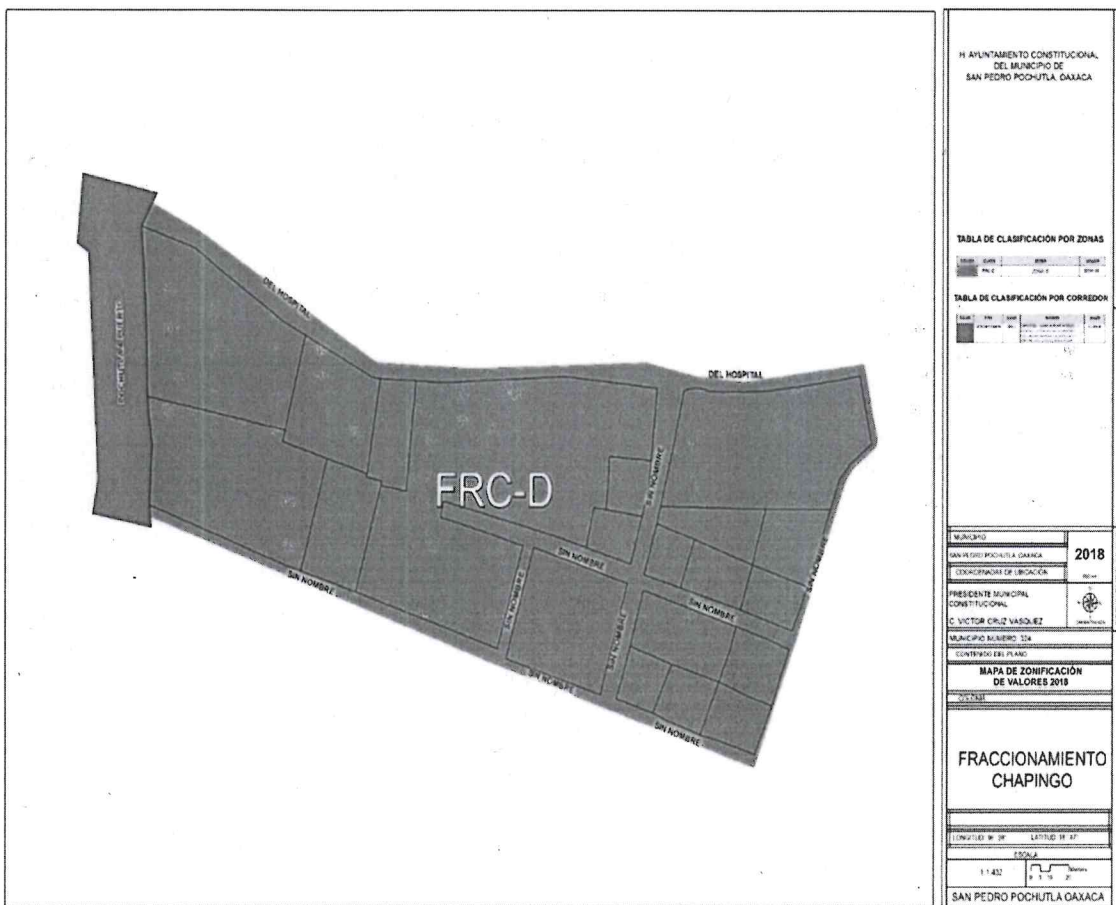 H. AYUNTAMIENTO CONSTITUCIONAL
DEL MUNICIPIO DE
SAN PEDRO POCHUTLA, OAXACA
TABLA DE CLASIFICACIÓN POR ZONAS
TABLA DE CLASIFICACIÓN POR CORREDOR
DEL HOSPITAL
DEL HOSPITAL
FRC-D
SIN NOMBRE
SIN NOMBRE
SIN NOMBRE
SIN NOMBRE
SIN NOMBRE
SIN NOMBRE
SIN NOMBRE
SIN NOMBRE
SIN NOMBRE
MUNICIPIO
SAN PEDRO POCHUTLA, OAXACA
2018
COORDENADAS DE UBICACIÓN
PRESIDENTE MUNICIPAL
CONSTITUCIONAL
C. VICTOR CRUZ VASQUEZ
MUNICIPIO NUMERO: 324
CONTENIDO DEL PLANO
MAPA DE ZONIFICACIÓN
DE VALORES 2018
COLONIA
FRACCIONAMIENTO
CHAPINGO
ESCALA
1:1,432
SAN PEDRO POCHUTLA OAXACA